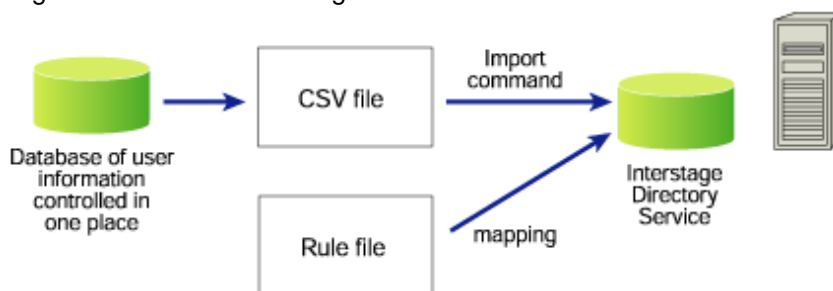 Import
command
CSV file
Database of user
information
controlled in
one place
Interstage
Directory
Service
Rule file
mapping